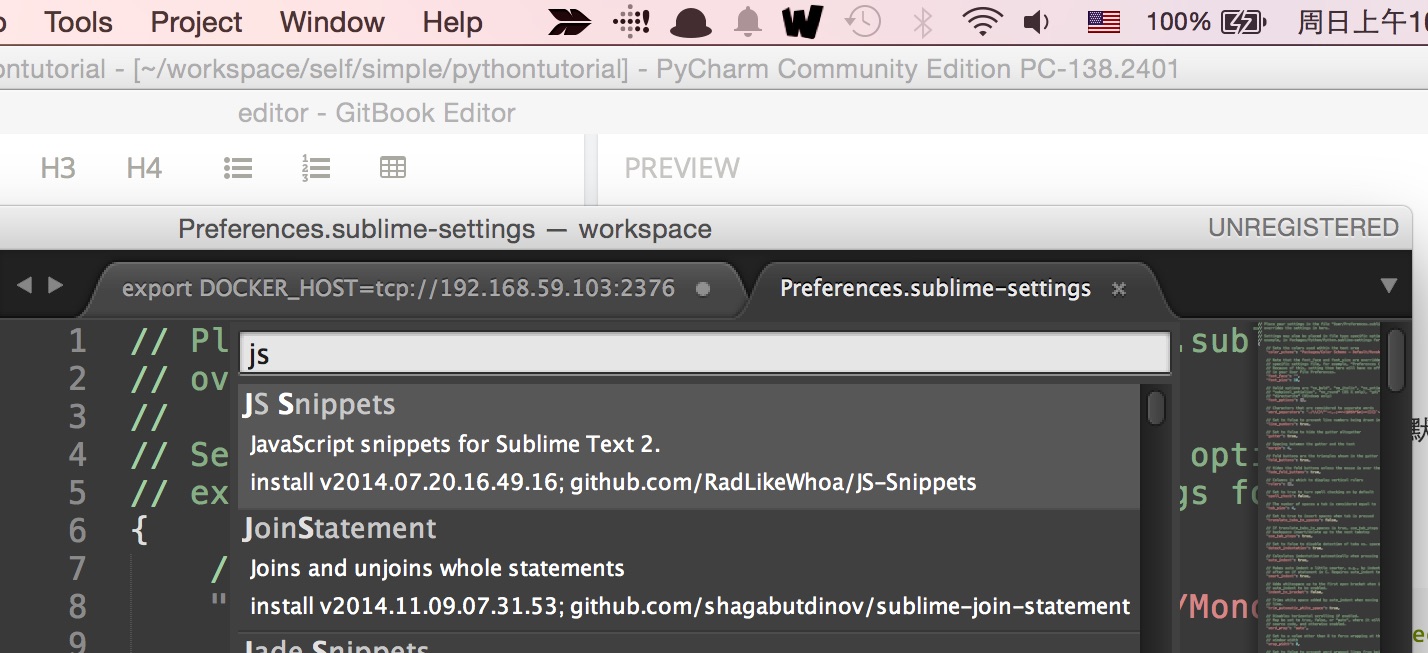 Tools Project Window Help 100% 周日上午
- [~/workspace/self/simple/pythontutorial] - PyCharm Community Edition PC-138.2401
editor - GitBook Editor
H3 H4 PREVIEW
Preferences.sublime-settings — workspace UNREGISTERED
export DOCKER_HOST=tcp://192.168.59.103:2376 Preferences.sublime-settings
1 // Pl .sub
js
2 // ov
3 //
JS Snippets
4 // Se opti
JavaScript snippets for Sublime Text 2.
5 // ex gs fo
install v2014.07.20.16.49.16; github.com/RadLikeWhoa/JS-Snippets
6 {
JoinStatement
7 /
Joins and unjoins whole statements
8 " /Mono
install v2014.11.09.07.31.53; github.com/shagabutdinov/sublime-join-statement
9
Jade Snippets